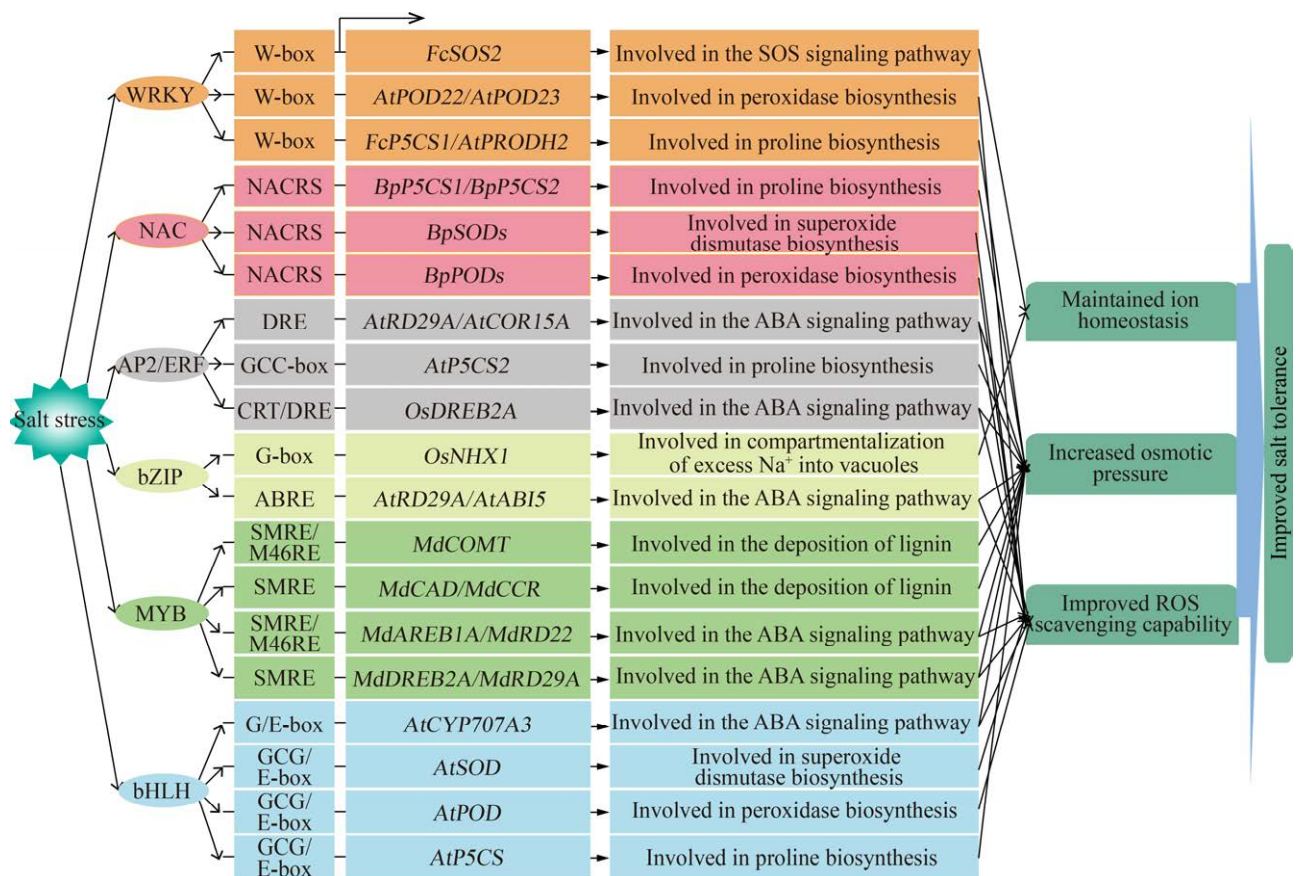 Salt stress
WRKY
W-box
FcSOS2
Involved in the SOS signaling pathway
W-box
AtPOD22/AtPOD23
Involved in peroxidase biosynthesis
W-box
FcP5CS1/AtPRODH2
Involved in proline biosynthesis
NAC
NACRS
BpP5CS1/BpP5CS2
Involved in proline biosynthesis
NACRS
BpSODs
Involved in superoxide
dismutase biosynthesis
NACRS
BpPODs
Involved in peroxidase biosynthesis
AP2/ERF
DRE
AtRD29A/AtCOR15A
Involved in the ABA signaling pathway
GCC-box
AtP5CS2
Involved in proline biosynthesis
CRT/DRE
OsDREB2A
Involved in the ABA signaling pathway
bZIP
G-box
OsNHX1
Involved in compartmentalization
of excess Na⁺ into vacuoles
ABRE
AtRD29A/AtABI5
Involved in the ABA signaling pathway
MYB
SMRE/
M46RE
MdCOMT
Involved in the deposition of lignin
SMRE
MdCAD/MdCCR
Involved in the deposition of lignin
SMRE/
M46RE
MdAREB1A/MdRD22
Involved in the ABA signaling pathway
SMRE
MdDREB2A/MdRD29A
Involved in the ABA signaling pathway
bHLH
G/E-box
AtCYP707A3
Involved in the ABA signaling pathway
GCG/
E-box
AtSOD
Involved in superoxide
dismutase biosynthesis
GCG/
E-box
AtPOD
Involved in peroxidase biosynthesis
GCG/
E-box
AtP5CS
Involved in proline biosynthesis
Maintained ion
homeostasis
Increased osmotic
pressure
Improved ROS
scavenging capability
Improved salt tolerance